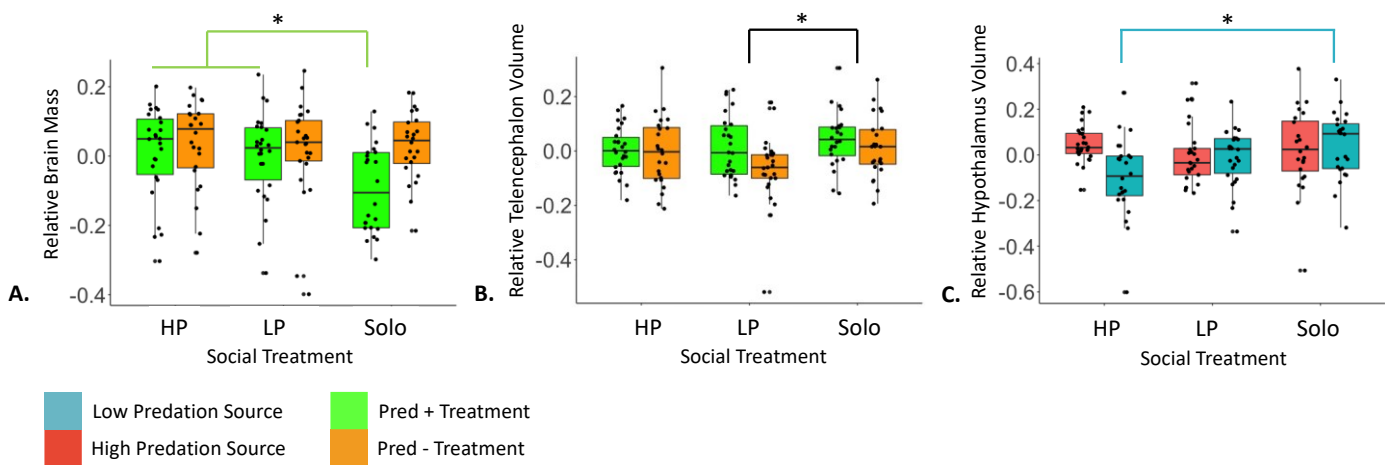 *
Relative Brain Mass
0.2
0.0
-0.2
-0.4
A.
HP LP Solo
Social Treatment
*
Relative Telencephalon Volume
0.2
0.0
-0.2
-0.4
B.
HP LP Solo
Social Treatment
*
Relative Hypothalamus Volume
0.4
0.2
0.0
-0.2
-0.4
-0.6
C.
HP LP Solo
Social Treatment
Low Predation Source
High Predation Source
Pred + Treatment
Pred - Treatment